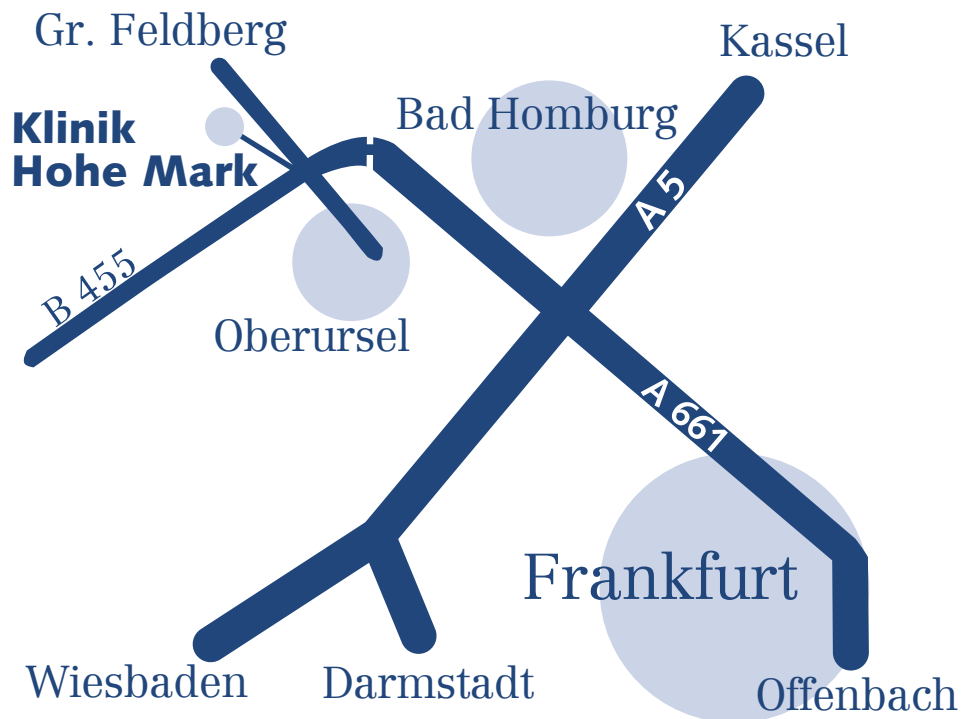 Gr. Feldberg
Kassel
Bad Homburg
Klinik
Hohe Mark
A 5
B 455
Oberursel
A 661
Frankfurt
Wiesbaden
Darmstadt
Offenbach